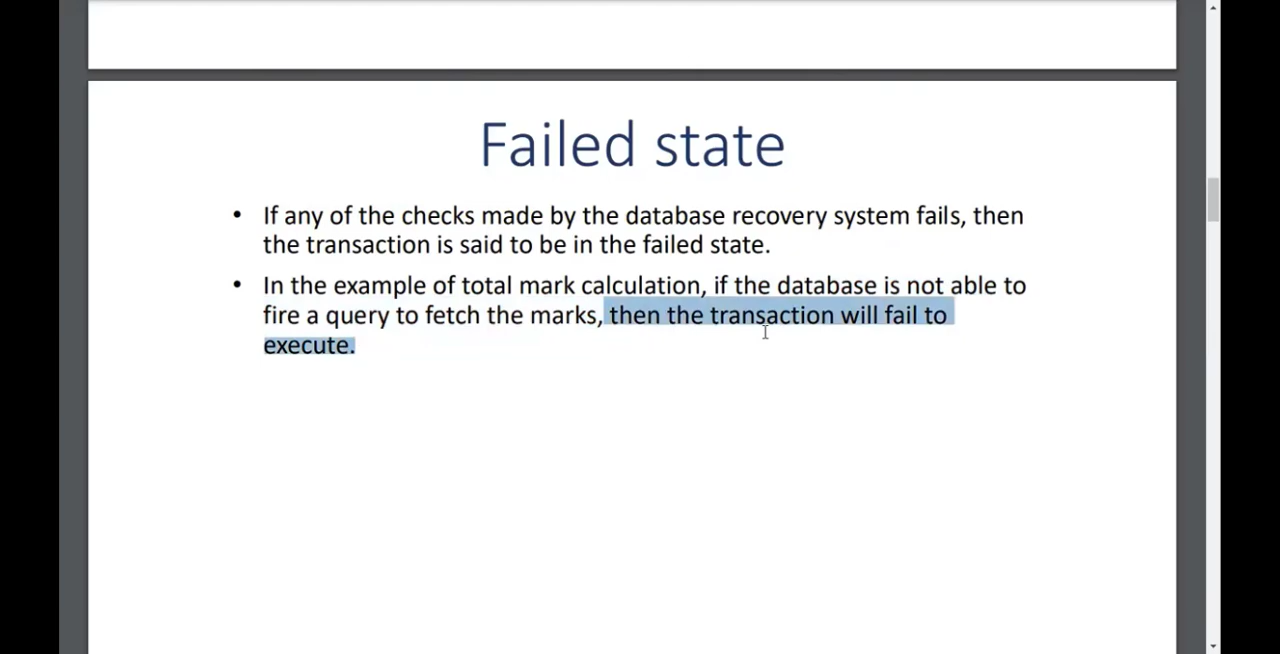 Failed state
• If any of the checks made by the database recovery system fails, then
the transaction is said to be in the failed state.
• In the example of total mark calculation, if the database is not able to
fire a query to fetch the marks, then the transaction will fail to
execute.